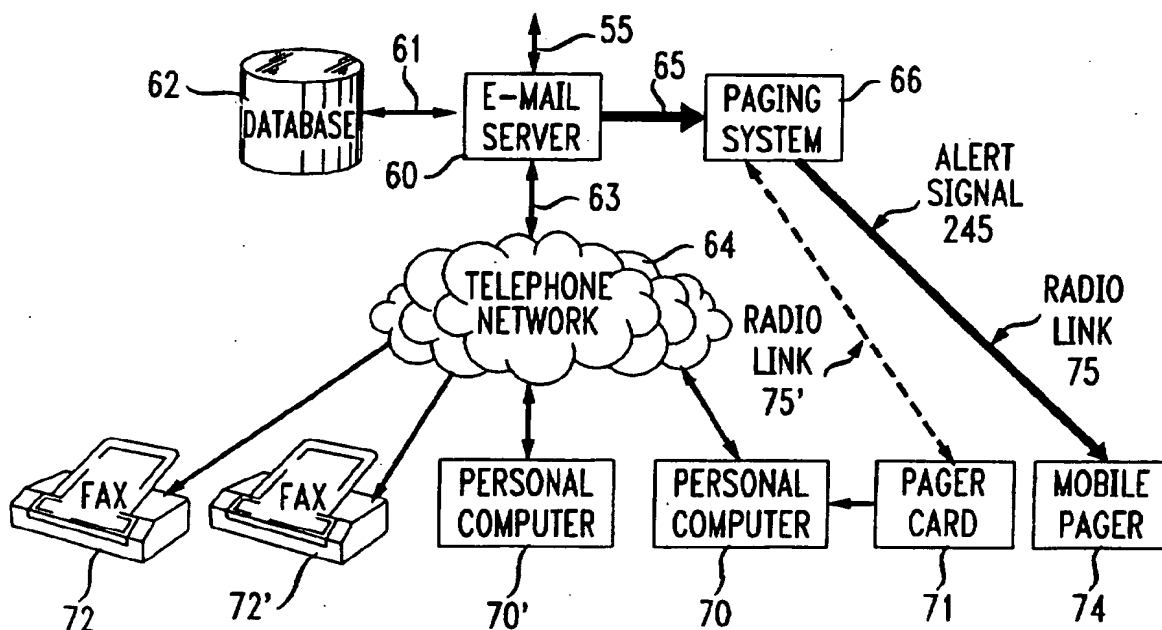 55
61
62
DATABASE
E-MAIL
SERVER
60
65
PAGING
SYSTEM
66
63
ALERT
SIGNAL
245
64
TELEPHONE
NETWORK
RADIO
LINK
75'
RADIO
LINK
75
FAX
FAX
PERSONAL
COMPUTER
PERSONAL
COMPUTER
PAGER
CARD
MOBILE
PAGER
72
72'
70'
70
71
74